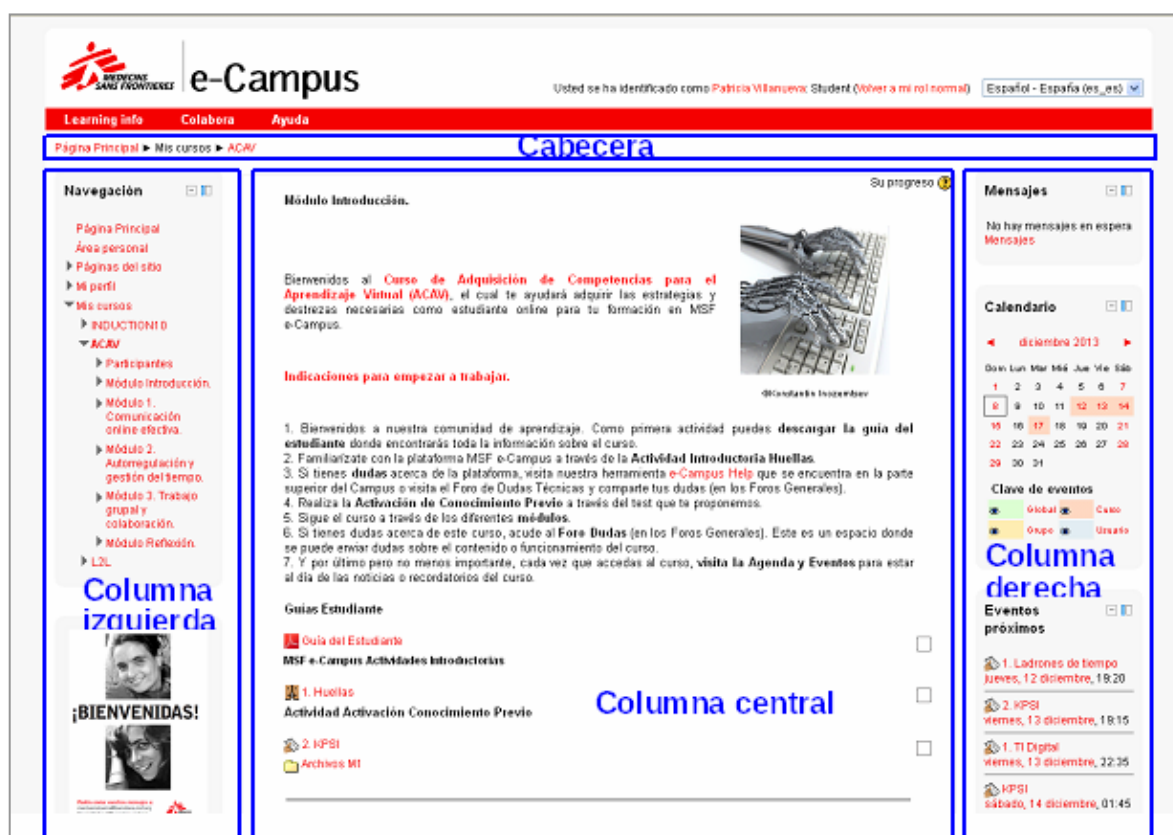 MEDECINS
SANS FRONTIERES
e-Campus
Usted se ha identificado como Patricia Villanueva: Student (Volver a mi rol normal)
Español - España (es_es)
Learning info Colabora Ayuda
Página Principal ► Mis cursos ► ACAV
Cabecera
Navegación
Página Principal
Área personal
Páginas del sitio
Mi perfil
Mis cursos
INDUCTION10
ACAV
Participantes
Módulo Introducción.
Módulo 1.
Comunicación
online efectiva.
Módulo 2.
Autorregulación y
gestión del tiempo.
Módulo 3. Trabajo
grupal y
colaboración.
Módulo Reflexión.
L2L
Columna
izquierda
¡BIENVENIDAS!
Su progreso
Módulo Introducción.
Bienvenidos al Curso de Adquisición de Competencias para el
Aprendizaje Virtual (ACAV), el cual te ayudará adquirir las estrategias y
destrezas necesarias como estudiante online para tu formación en MSF
e-Campus.
©Konstantin Inozemtsev
Indicaciones para empezar a trabajar.
1. Bienvenidos a nuestra comunidad de aprendizaje. Como primera actividad puedes descargar la guía del
estudiante donde encontrarás toda la información sobre el curso.
2. Familiarízate con la plataforma MSF e-Campus a través de la Actividad Introductoria Huellas.
3. Si tienes dudas acerca de la plataforma, visita nuestra herramienta e-Campus Help que se encuentra en la parte
superior del Campus o visita el Foro de Dudas Técnicas y comparte tus dudas (en los Foros Generales).
4. Realiza la Activación de Conocimiento Previo a través del test que te proponemos.
5. Sigue el curso a través de los diferentes módulos.
6. Si tienes dudas acerca de este curso, acude al Foro Dudas (en los Foros Generales). Este es un espacio donde
se puede enviar dudas sobre el contenido o funcionamiento del curso.
7. Y por último pero no menos importante, cada vez que accedas al curso, visita la Agenda y Eventos para estar
al día de las noticias o recordatorios del curso.
Guías Estudiante
Guía del Estudiante
MSF e-Campus Actividades Introductorias
1. Huellas
Actividad Activación Conocimiento Previo
2. KPSI
Archivos M1
Columna central
Mensajes
No hay mensajes en espera
Mensajes
Calendario
diciembre 2013
Dom Lun Mar Mié Jue Vie Sáb
1 2 3 4 5 6 7
8 9 10 11 12 13 14
15 16 17 18 19 20 21
22 23 24 25 26 27 28
29 30 31
Clave de eventos
Global Curso
Grupo Usuario
Columna
derecha
Eventos
próximos
1. Ladrones de tiempo
jueves, 12 diciembre, 19:20
2. KPSI
viernes, 13 diciembre, 19:15
1. TI Digital
viernes, 13 diciembre, 22:35
KPSI
sábado, 14 diciembre, 01:45